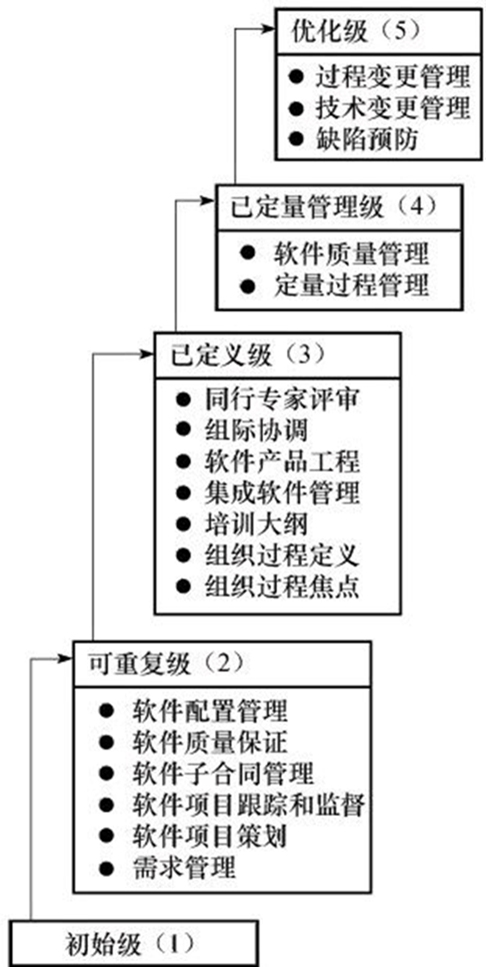 优化级（5）
● 过程变更管理
● 技术变更管理
● 缺陷预防
已定量管理级（4）
● 软件质量管理
● 定量过程管理
已定义级（3）
● 同行专家评审
● 组际协调
● 软件产品工程
● 集成软件管理
● 培训大纲
● 组织过程定义
● 组织过程焦点
可重复级（2）
● 软件配置管理
● 软件质量保证
● 软件子合同管理
● 软件项目跟踪和监督
● 软件项目策划
● 需求管理
初始级（1）